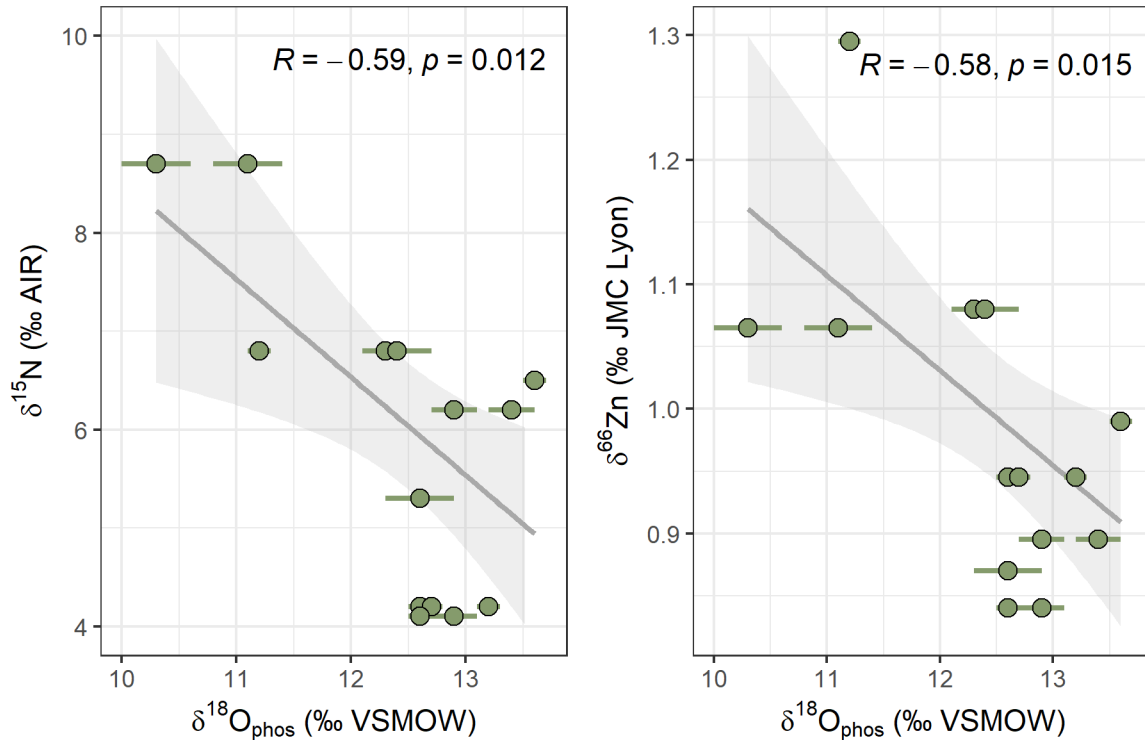 R = −0.59, p = 0.012
10
8
6
4
δ¹⁵N (‰ AIR)
10 11 12 13
δ¹⁸Ophos (‰ VSMOW)
R = −0.58, p = 0.015
1.3
1.2
1.1
1.0
0.9
δ⁶⁶Zn (‰ JMC Lyon)
10 11 12 13
δ¹⁸Ophos (‰ VSMOW)